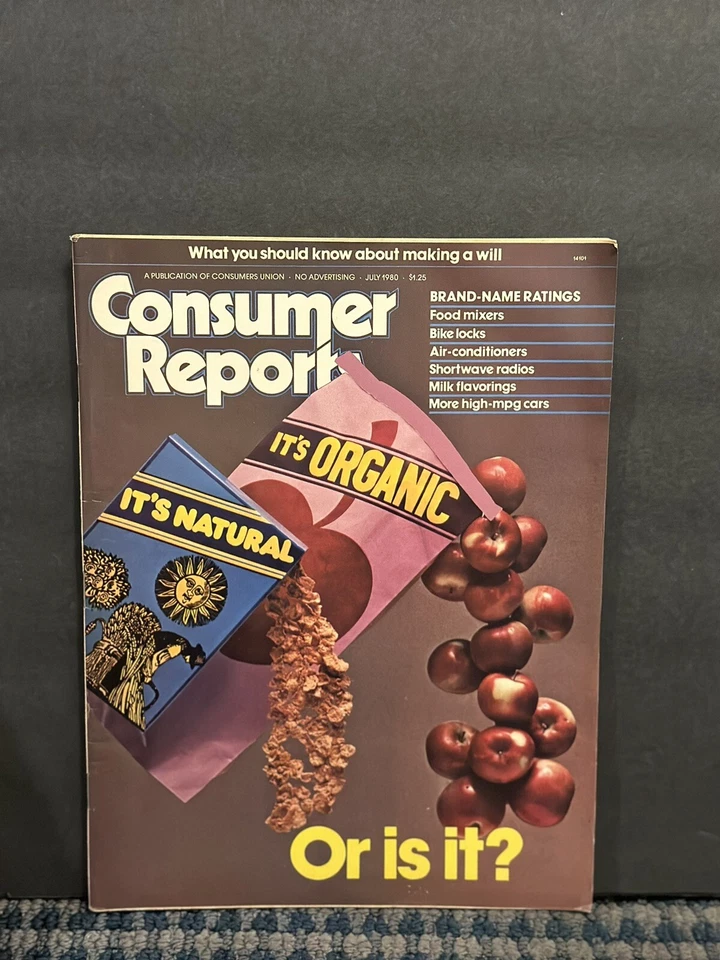 What you should know about making a will
A PUBLICATION OF CONSUMERS UNION · NO ADVERTISING · JULY 1980 · $1.25
Consumer
Reports
BRAND-NAME RATINGS
Food mixers
Bike locks
Air-conditioners
Shortwave radios
Milk flavorings
More high-mpg cars
IT'S ORGANIC
IT'S NATURAL
Or is it?